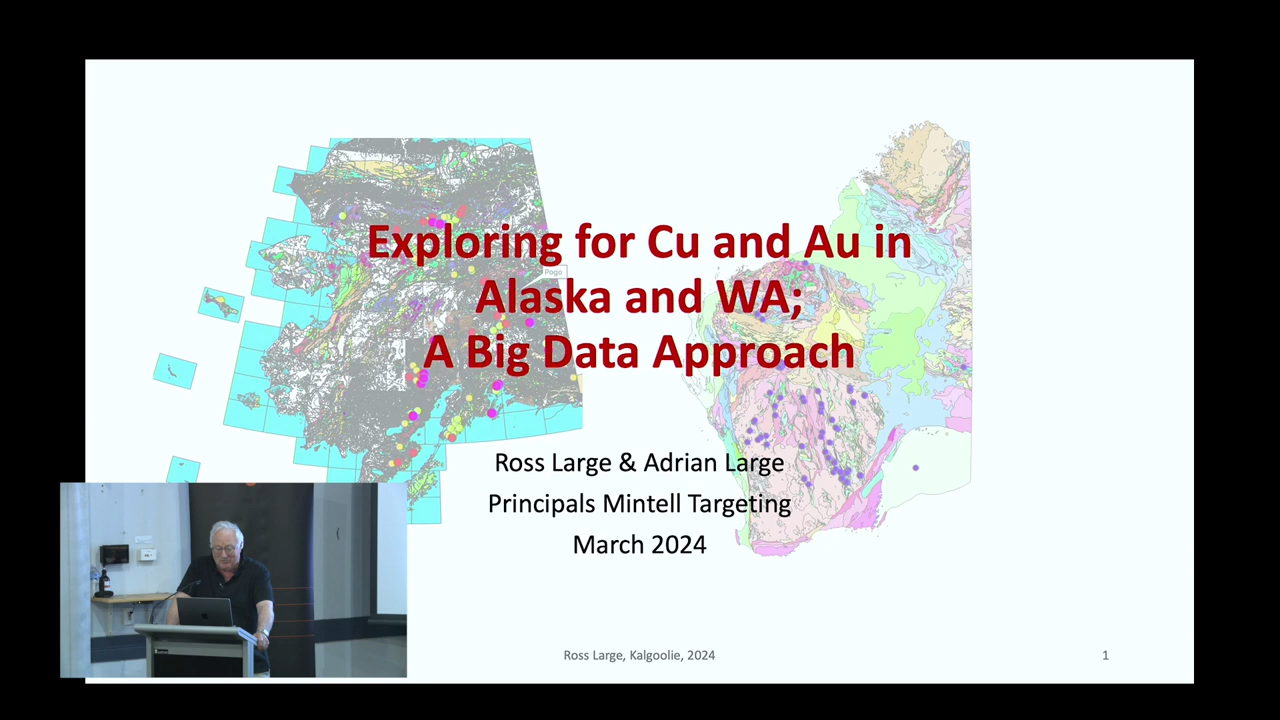 Exploring for Cu and Au in
Pogo
Alaska and WA;
A Big Data Approach
Ross Large & Adrian Large
Principals Mintell Targeting
March 2024
Ross Large, Kalgoolie, 2024
1